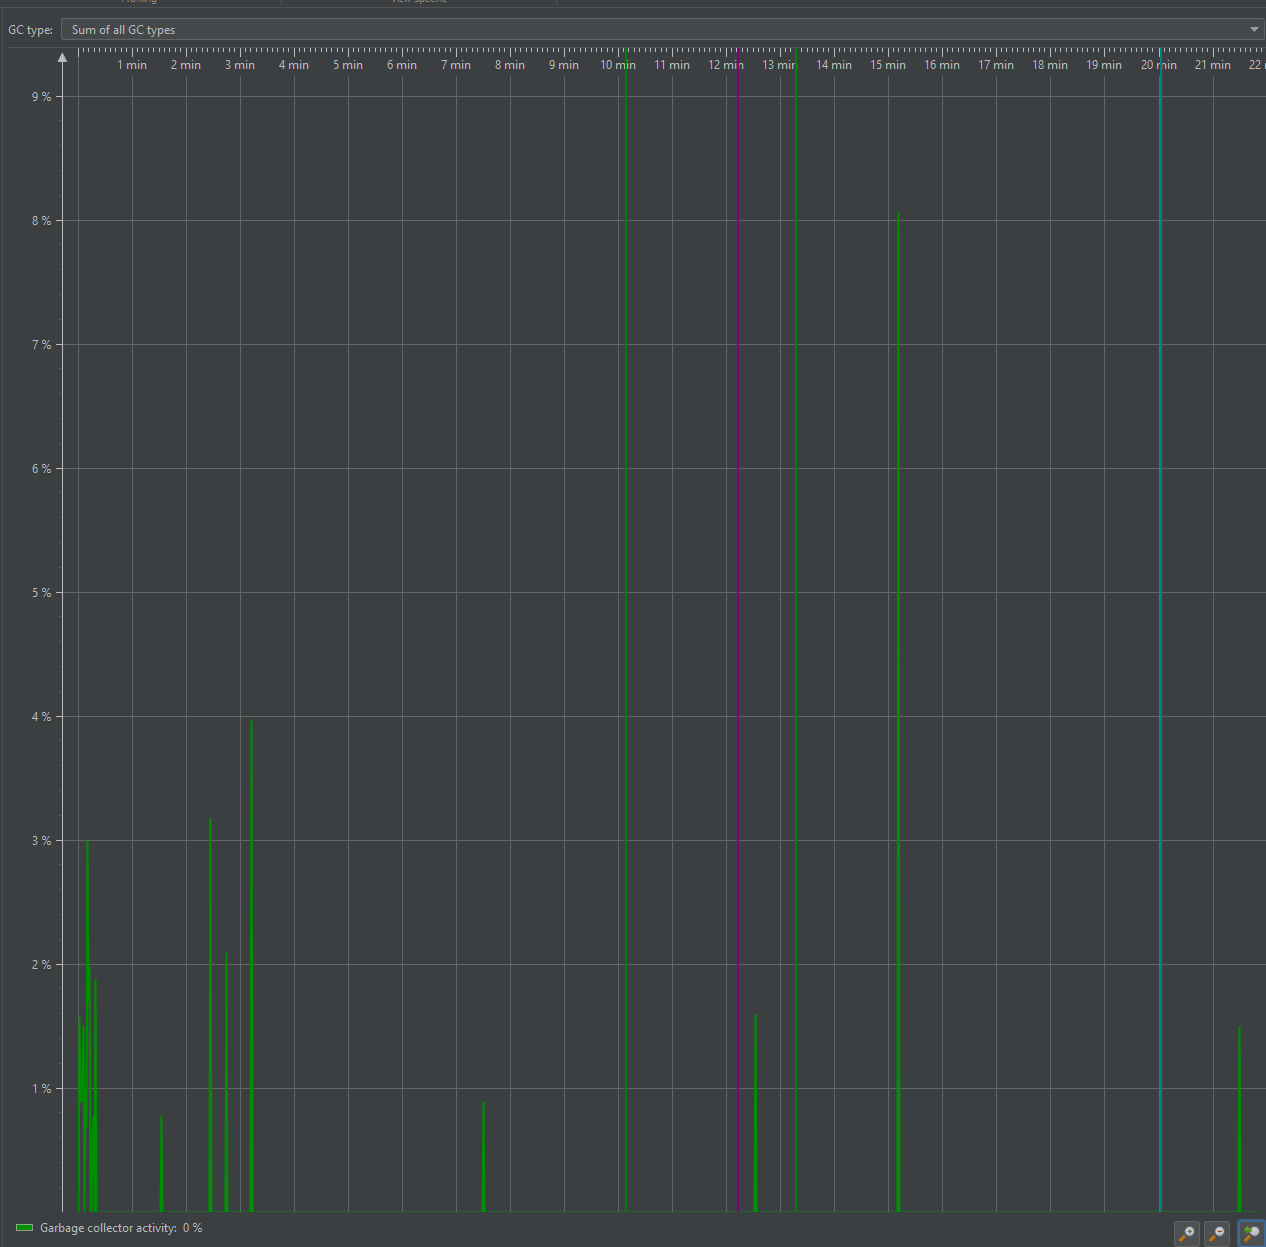 Profiling View Specific
GC type: Sum of all GC types
1 min 2 min 3 min 4 min 5 min 6 min 7 min 8 min 9 min 10 min 11 min 12 min 13 min 14 min 15 min 16 min 17 min 18 min 19 min 20 min 21 min 22
9 %
8 %
7 %
6 %
5 %
4 %
3 %
2 %
1 %
Garbage collector activity: 0 %